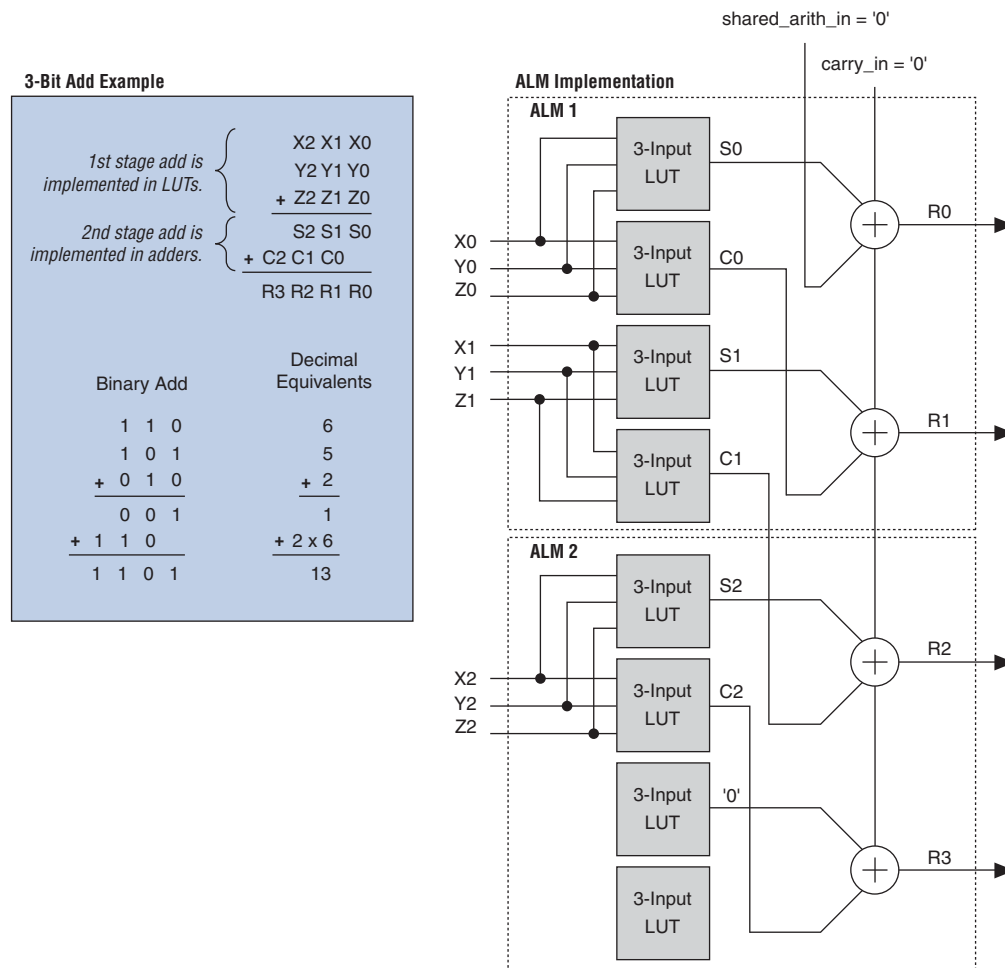 shared_arith_in = '0'
carry_in = '0'
3-Bit Add Example
1st stage add is
implemented in LUTs.
2nd stage add is
implemented in adders.
X2 X1 X0
Y2 Y1 Y0
+ Z2 Z1 Z0
S2 S1 S0
+ C2 C1 C0
R3 R2 R1 R0
Binary Add
1 1 0
1 0 1
+ 0 1 0
0 0 1
+ 1 1 0
1 1 0 1
Decimal
Equivalents
6
5
+ 2
1
+ 2 x 6
13
ALM Implementation
ALM 1
3-Input
LUT
S0
R0
X0
Y0
Z0
3-Input
LUT
C0
X1
Y1
Z1
3-Input
LUT
S1
R1
3-Input
LUT
C1
ALM 2
3-Input
LUT
S2
R2
X2
Y2
Z2
3-Input
LUT
C2
3-Input
LUT
'0'
R3
3-Input
LUT